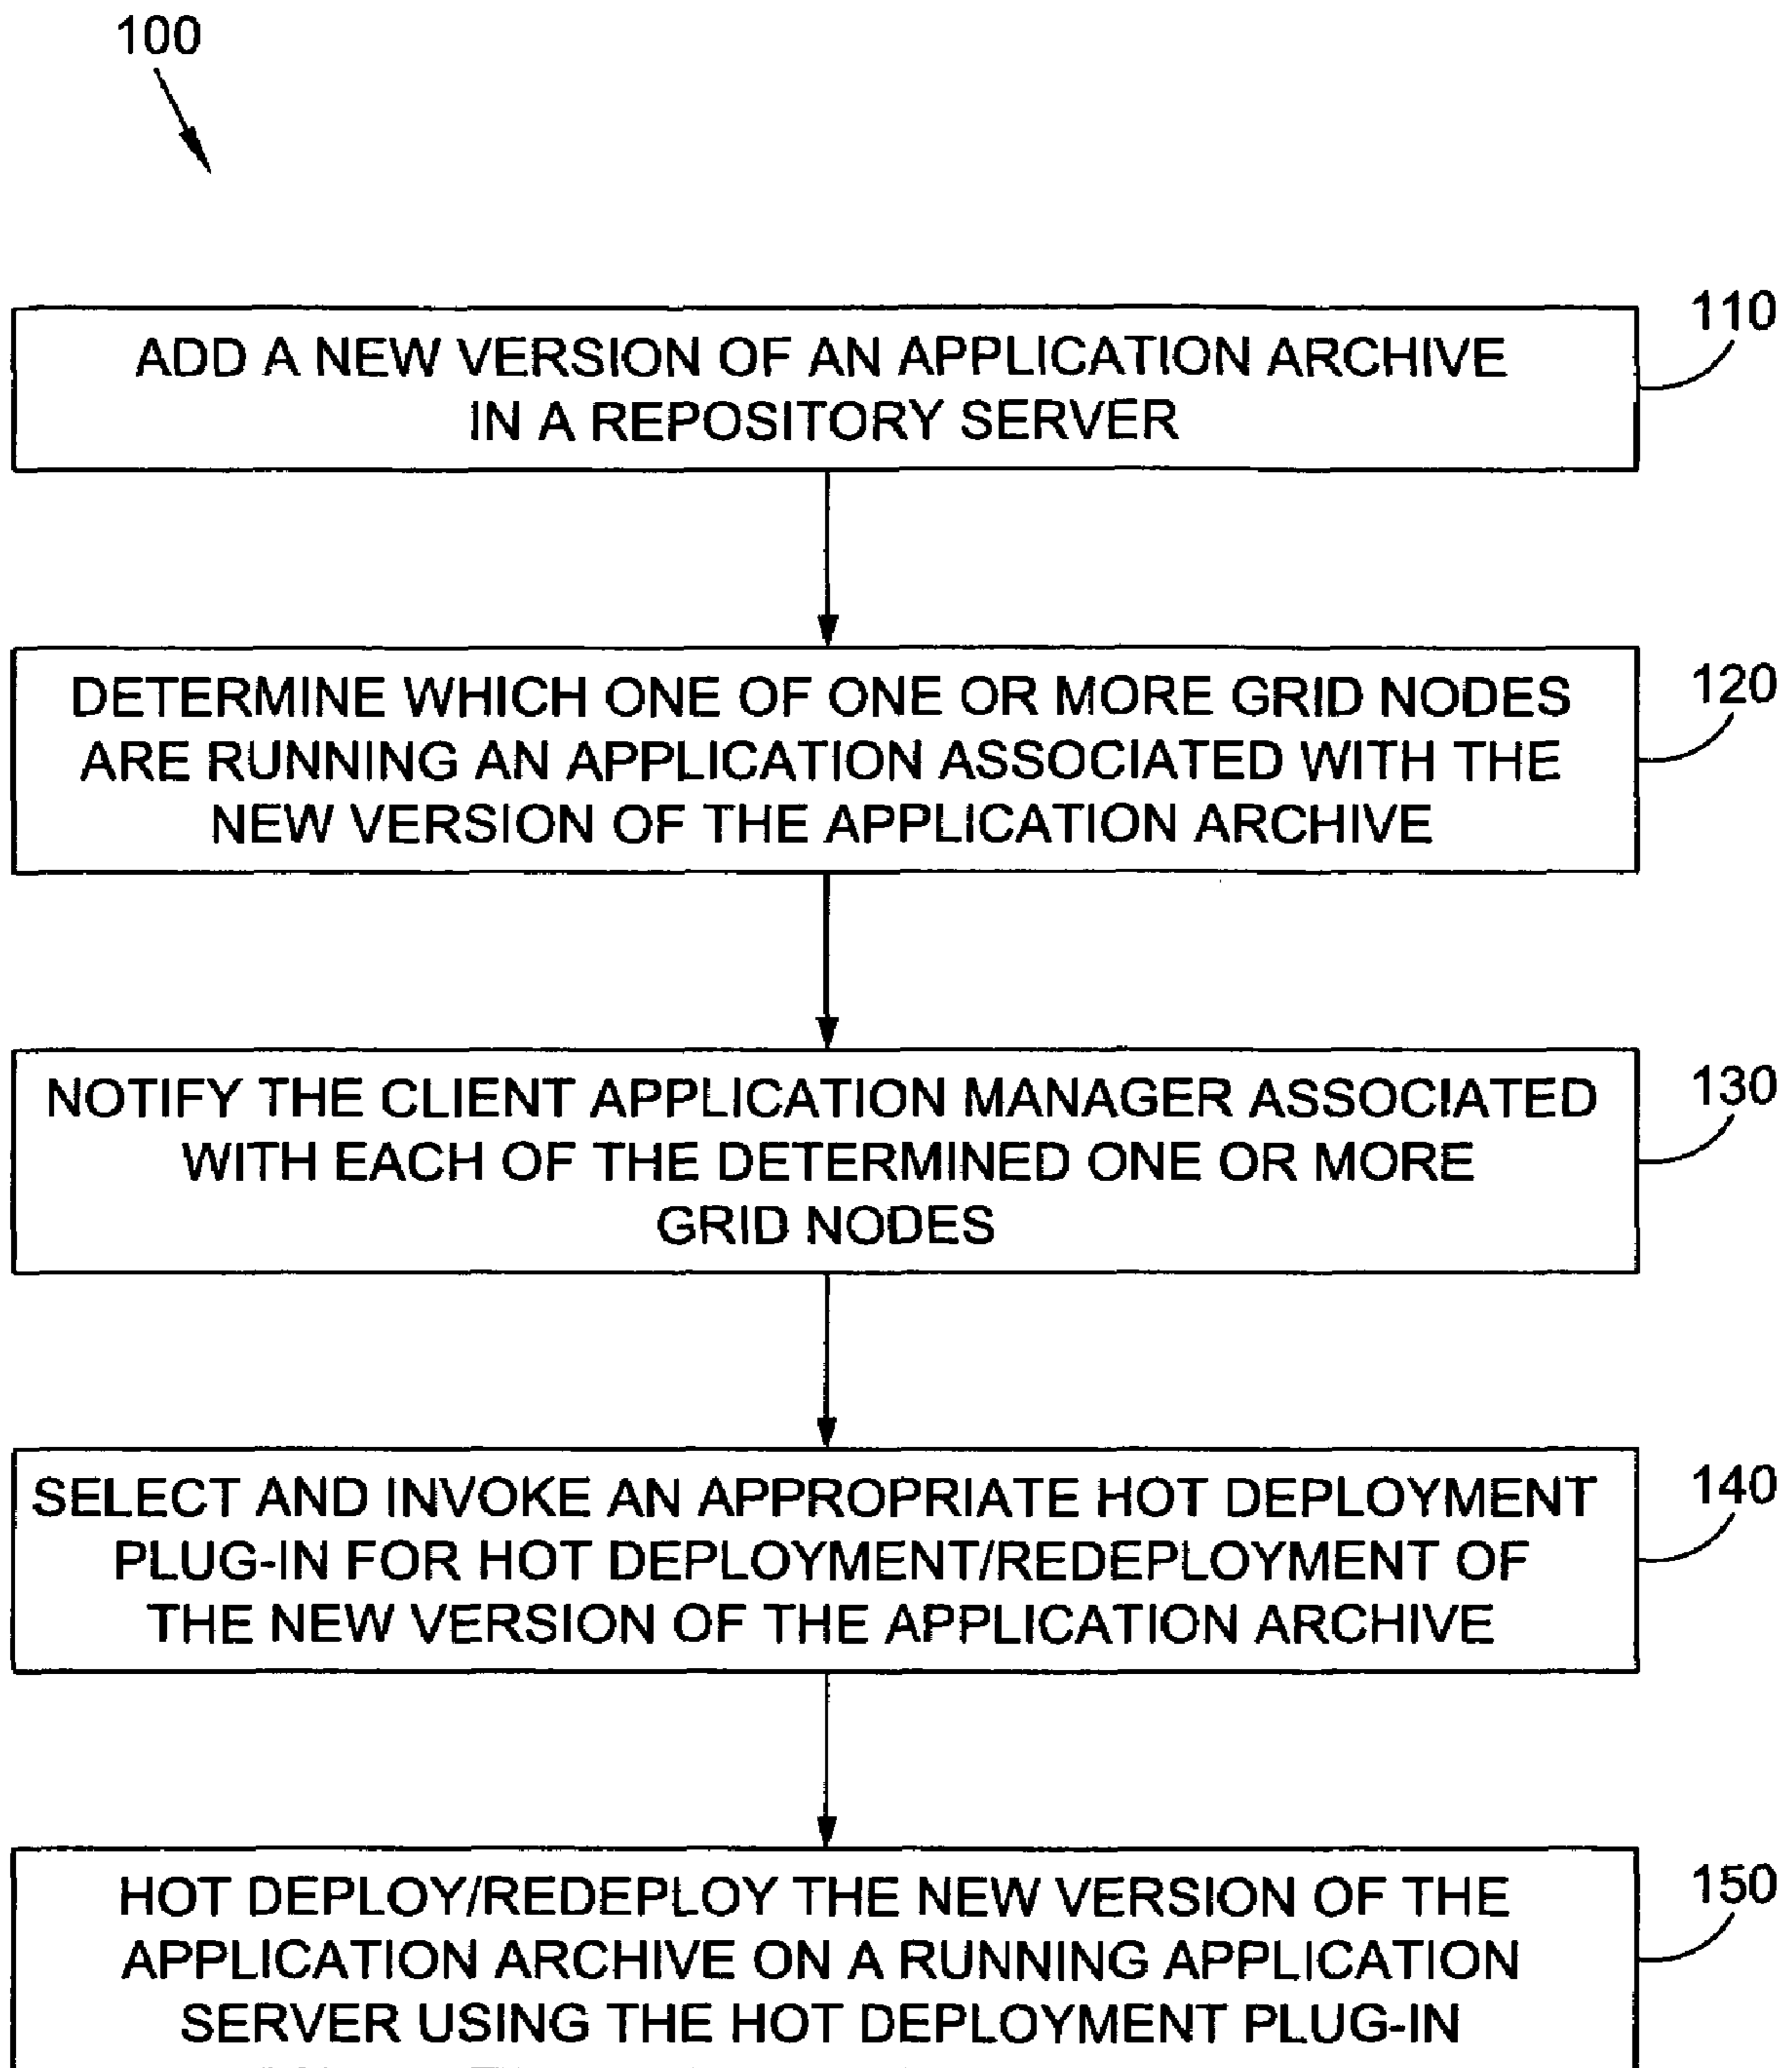 100
110
ADD A NEW VERSION OF AN APPLICATION ARCHIVE
IN A REPOSITORY SERVER
120
DETERMINE WHICH ONE OF ONE OR MORE GRID NODES
ARE RUNNING AN APPLICATION ASSOCIATED WITH THE
NEW VERSION OF THE APPLICATION ARCHIVE
130
NOTIFY THE CLIENT APPLICATION MANAGER ASSOCIATED
WITH EACH OF THE DETERMINED ONE OR MORE
GRID NODES
140
SELECT AND INVOKE AN APPROPRIATE HOT DEPLOYMENT
PLUG-IN FOR HOT DEPLOYMENT/REDEPLOYMENT OF
THE NEW VERSION OF THE APPLICATION ARCHIVE
150
HOT DEPLOY/REDEPLOY THE NEW VERSION OF THE
APPLICATION ARCHIVE ON A RUNNING APPLICATION
SERVER USING THE HOT DEPLOYMENT PLUG-IN